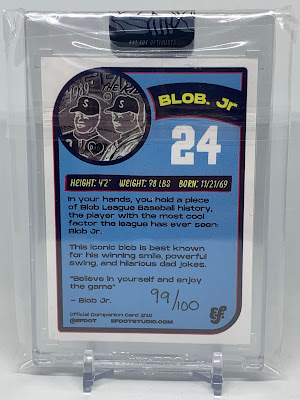 BLOB. Jr
24
HEIGHT: 4'2" WEIGHT: 78 LBS BORN: 11/21/69
In your hands, you hold a piece
of Blob League Baseball history,
the player with the most cool
factor the league has ever seen:
Blob Jr.
This iconic blob is best known
for his winning smile, powerful
swing, and hilarious dad jokes.
"Believe in yourself and enjoy
the game"
- Blob Jr.
99/100
Official Companion Card 2/10
@EFDOT EFDOTSTUDIO.COM